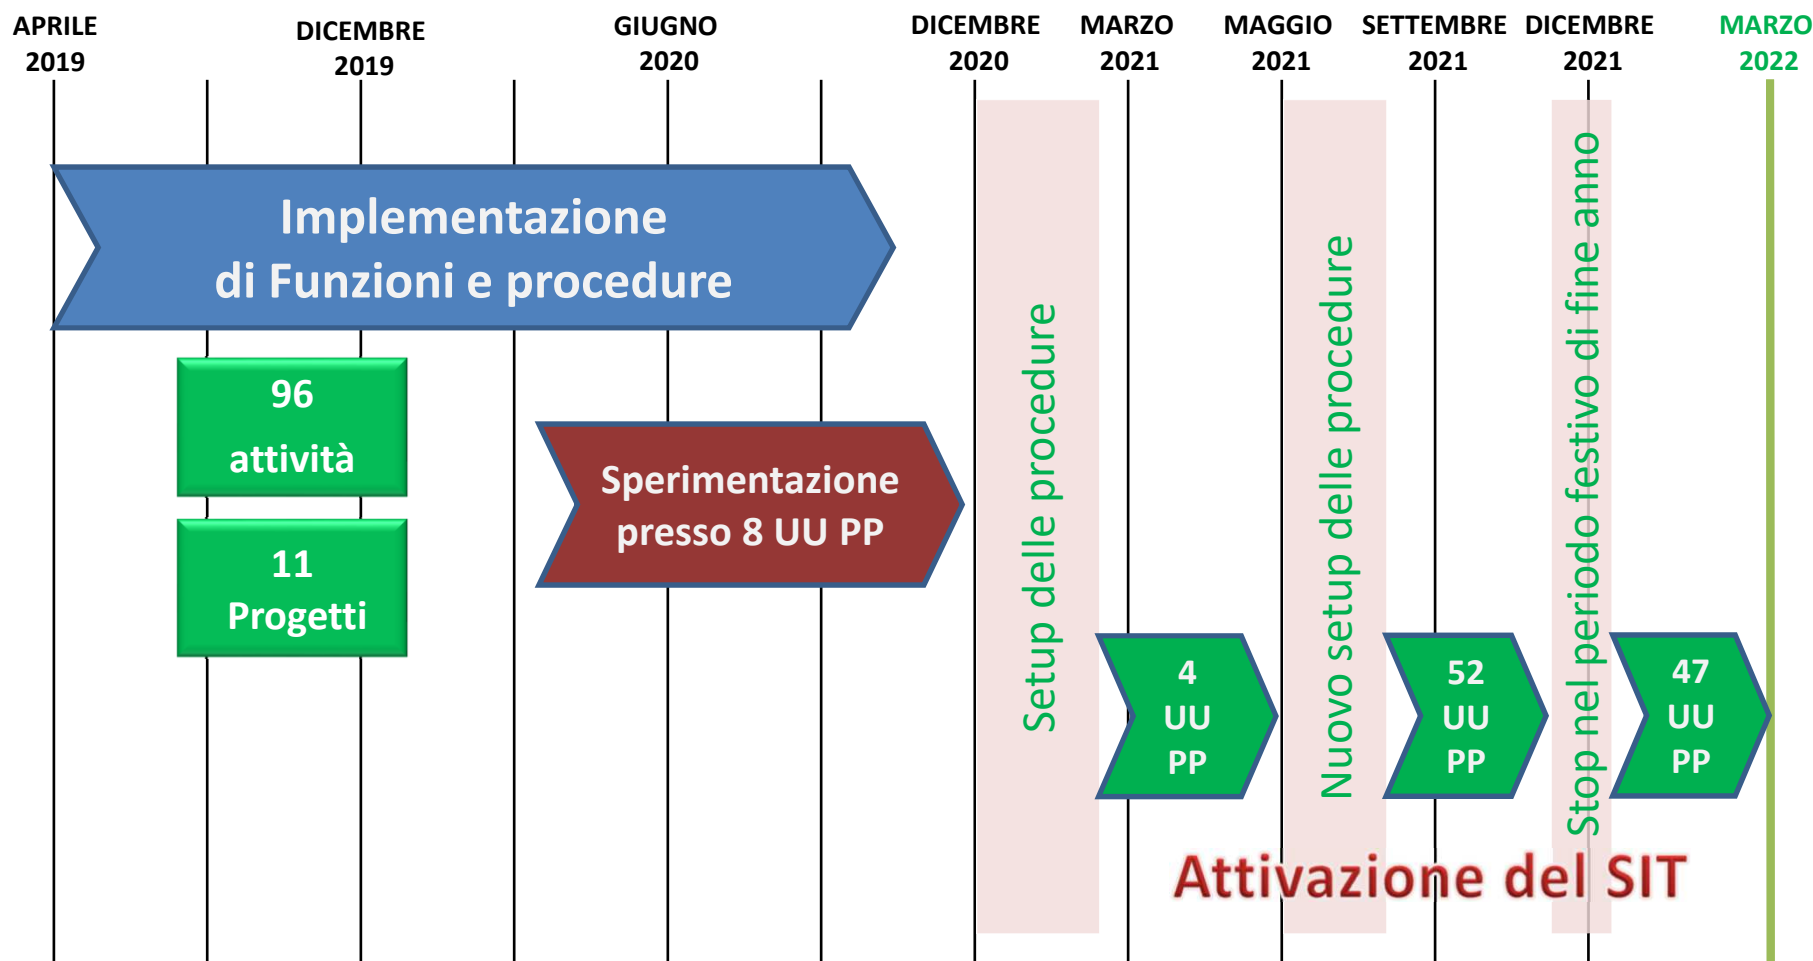 APRILE
2019
DICEMBRE
2019
GIUGNO
2020
DICEMBRE
2020
MARZO
2021
MAGGIO
2021
SETTEMBRE
2021
DICEMBRE
2021
MARZO
2022
Implementazione
di Funzioni e procedure
96
attività
11
Progetti
Sperimentazione
presso 8 UU PP
Setup delle procedure
4
UU
PP
Nuovo setup delle procedure
52
UU
PP
Stop nel periodo festivo di fine anno
47
UU
PP
Attivazione del SIT